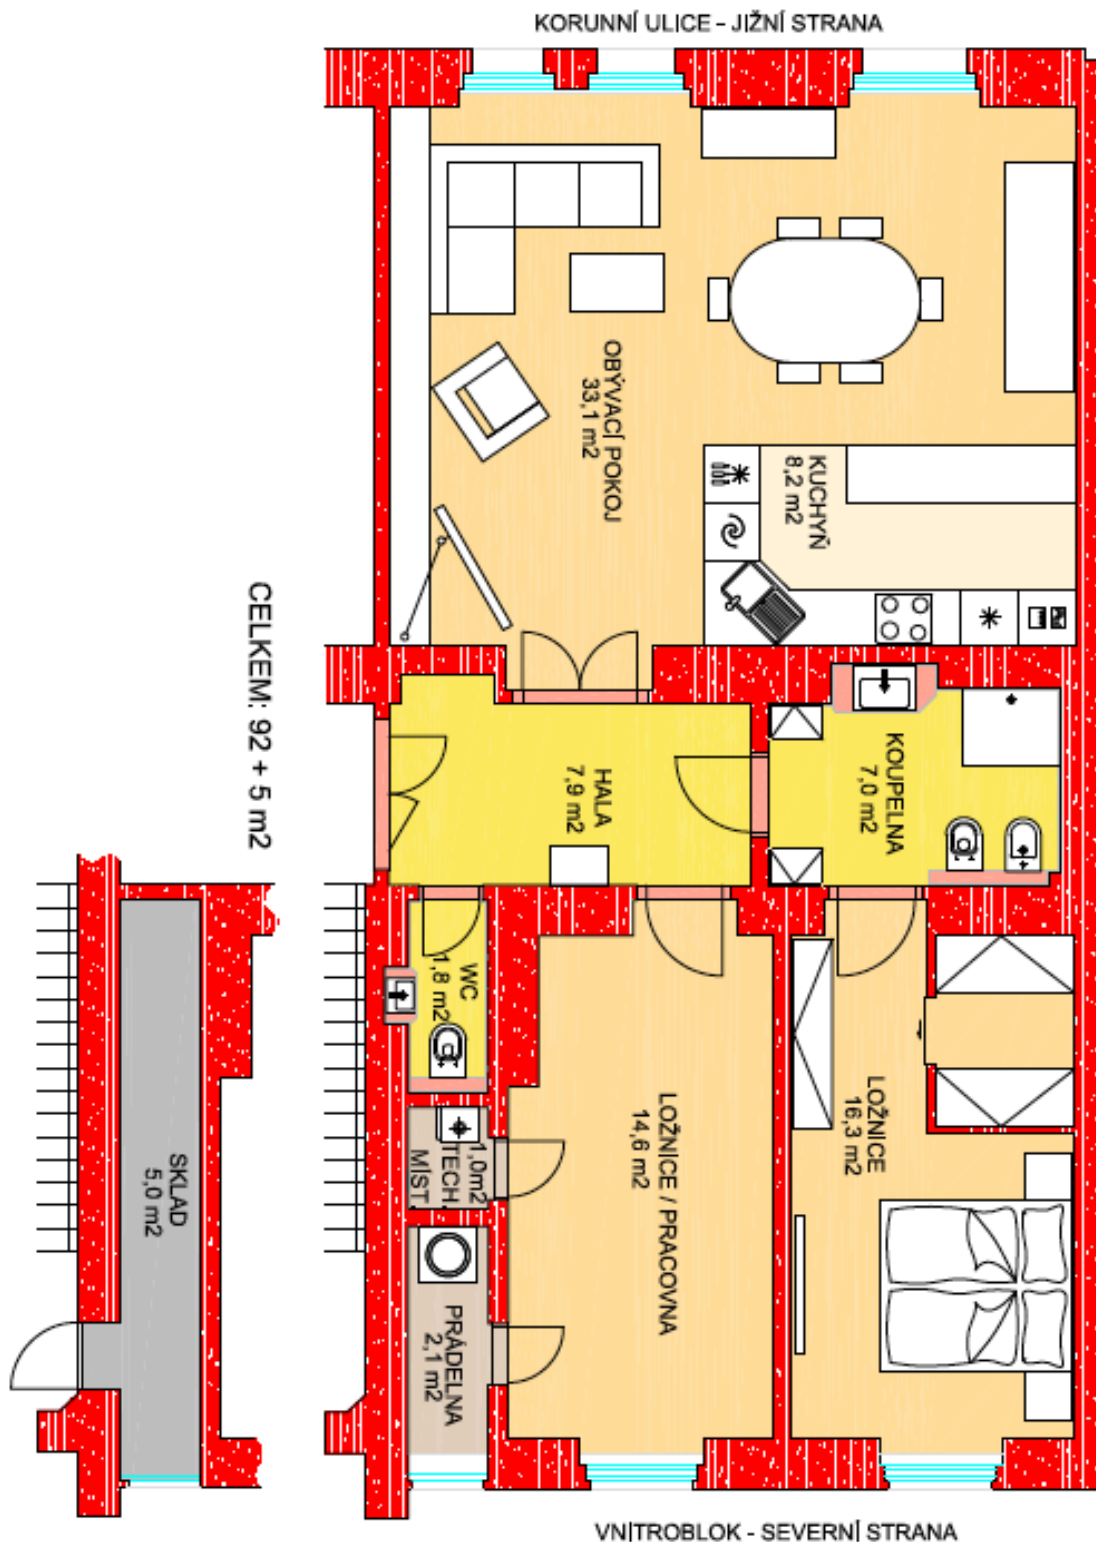 KORUNNÍ ULICE - JIŽNÍ STRANA
OBÝVACÍ POKOJ
33,1 m2
KUCHYŇ
8,2 m2
CELKEM: 92 + 5 m2
HALA
7,9 m2
KOUPELNA
7,0 m2
WC
1,8 m2
LOŽNICE / PRACOVNA
14,6 m2
LOŽNICE
16,3 m2
1,0m2
TECH.
MÍST.
SKLAD
5,0 m2
PRÁDELNA
2,1 m2
VNITROBLOK - SEVERNÍ STRANA